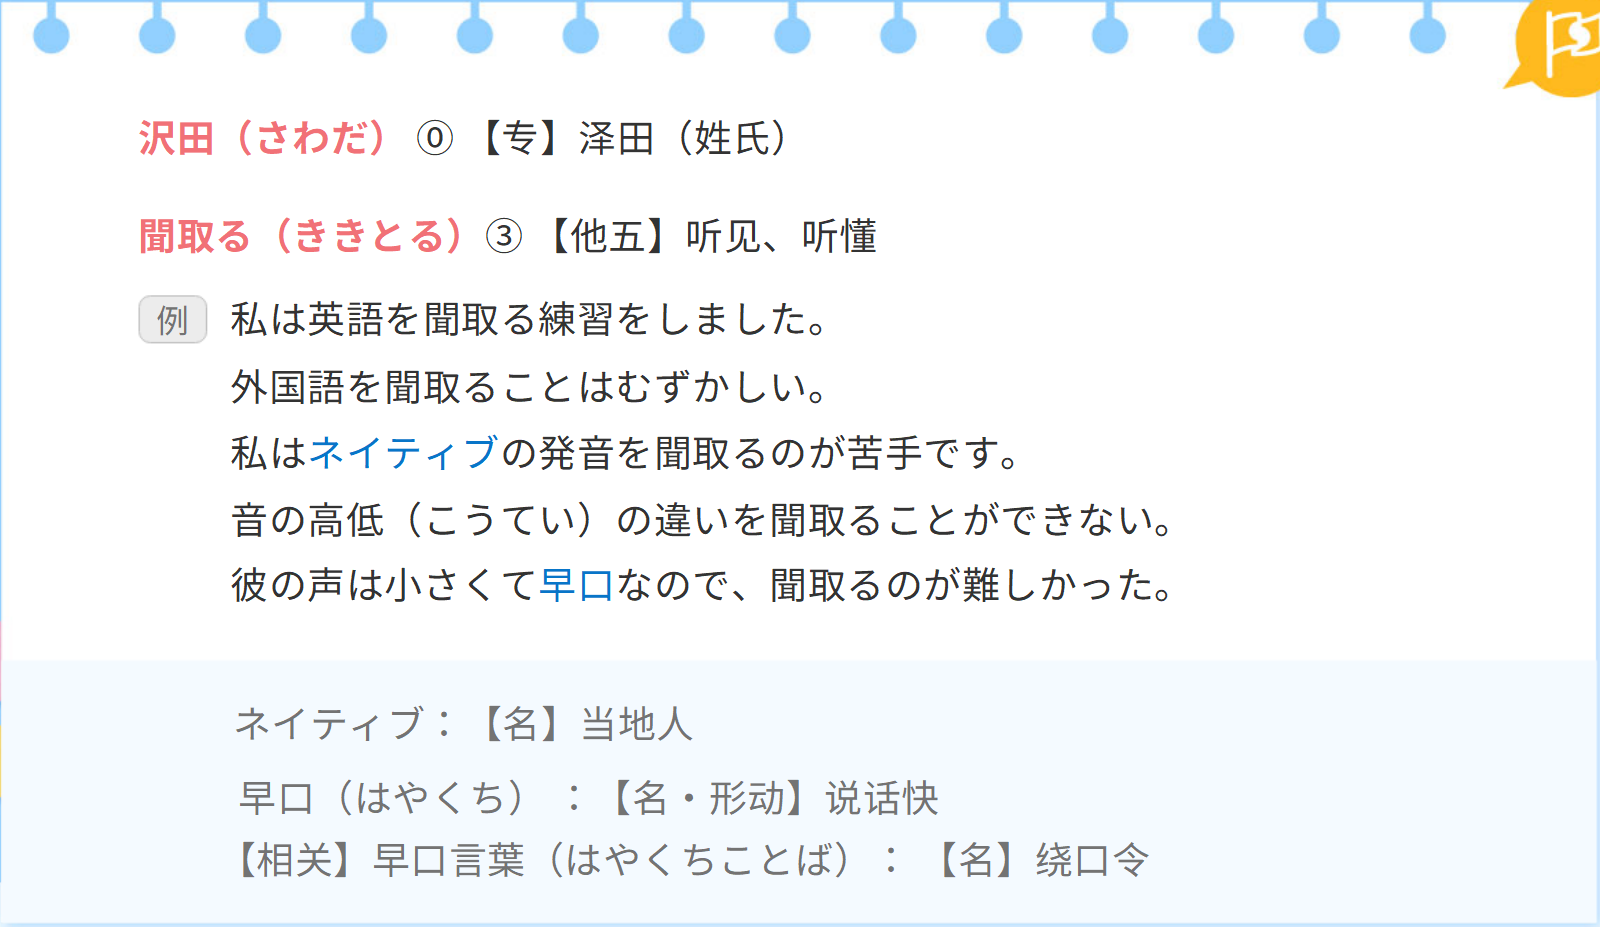 沢田（さわだ） ⓪ 【专】泽田（姓氏）
聞取る（ききとる）③ 【他五】听见、听懂
例 私は英語を聞取る練習をしました。
外国語を聞取ることはむずかしい。
私はネイティブの発音を聞取るのが苦手です。
音の高低（こうてい）の違いを聞取ることができない。
彼の声は小さくて早口なので、聞取るのが難しかった。
ネイティブ：【名】当地人
早口（はやくち）：【名・形动】说话快
【相关】早口言葉（はやくちことば）：【名】绕口令